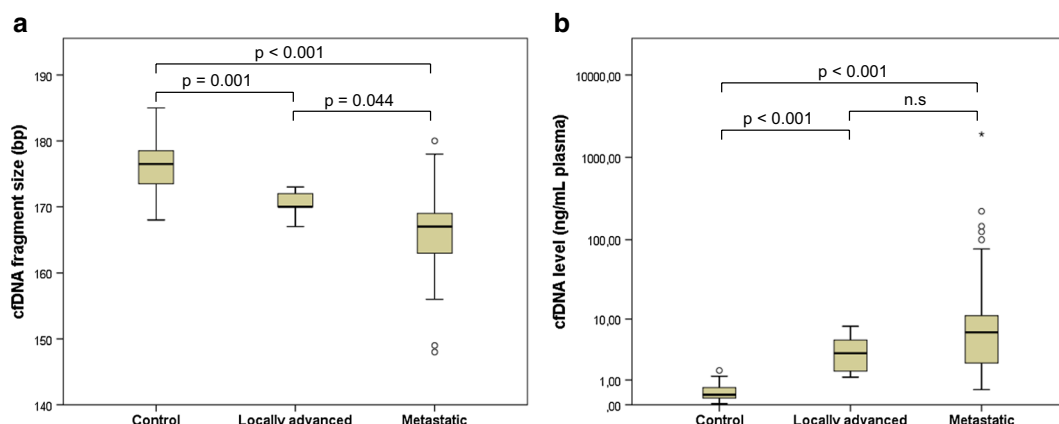 a
cfDNA fragment size (bp)
190
180
170
160
150
140
p < 0.001
p = 0.001
p = 0.044
Control
Locally advanced
Metastatic
b
cfDNA level (ng/mL plasma)
10000,00
1000,00
100,00
10,00
1,00
,00
p < 0.001
n.s
p < 0.001
*
Control
Locally advanced
Metastatic